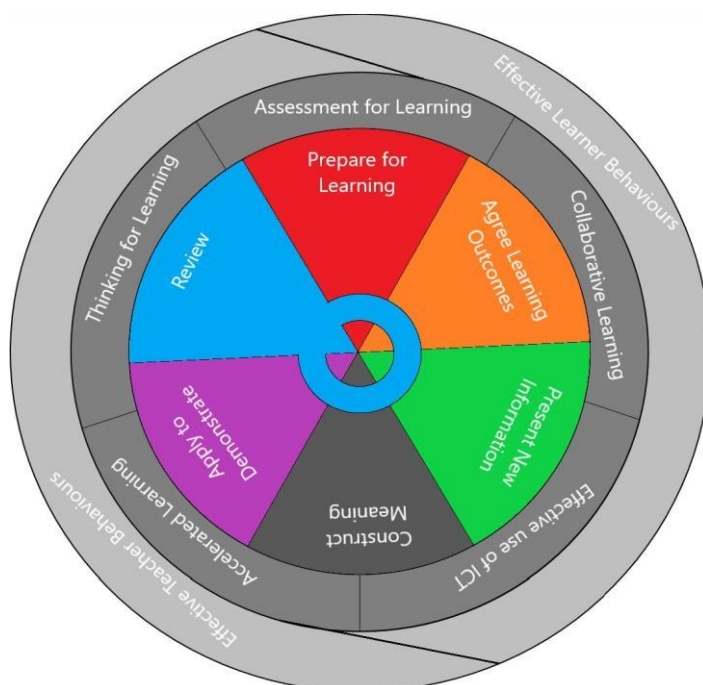 Effective Learner Behaviours
Assessment for Learning
Collaborative Learning
Effective use of ICT
Accelerated Learning
Thinking for Learning
Prepare for
Learning
Agree Learning
Outcomes
Present New
Information
Construct
Meaning
Apply to
Demonstrate
Review
Effective Teacher Behaviours